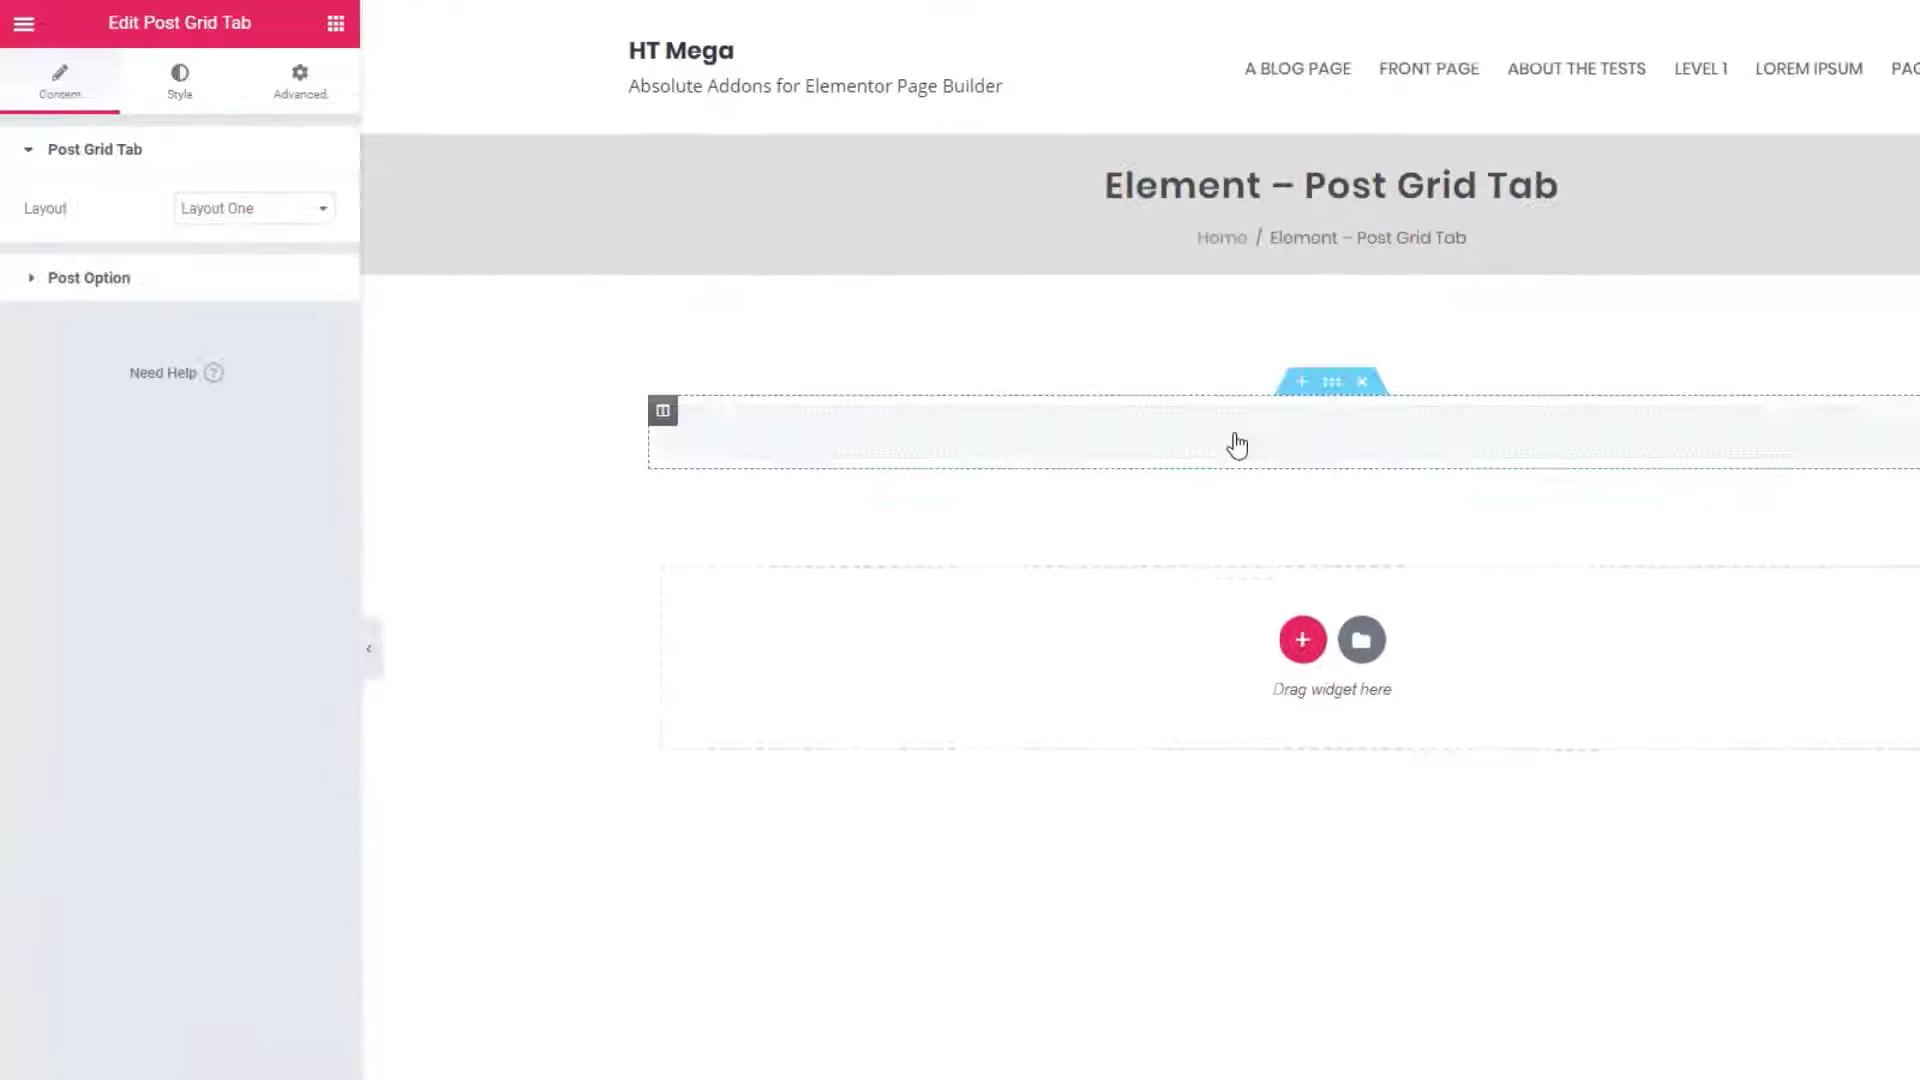 Edit Post Grid Tab
Content
Style
Advanced
Post Grid Tab
Layout
Layout One
Post Option
Need Help ?
HT Mega
Absolute Addons for Elementor Page Builder
A BLOG PAGE
FRONT PAGE
ABOUT THE TESTS
LEVEL 1
LOREM IPSUM
PAG
Element – Post Grid Tab
Home / Element – Post Grid Tab
Drag widget here